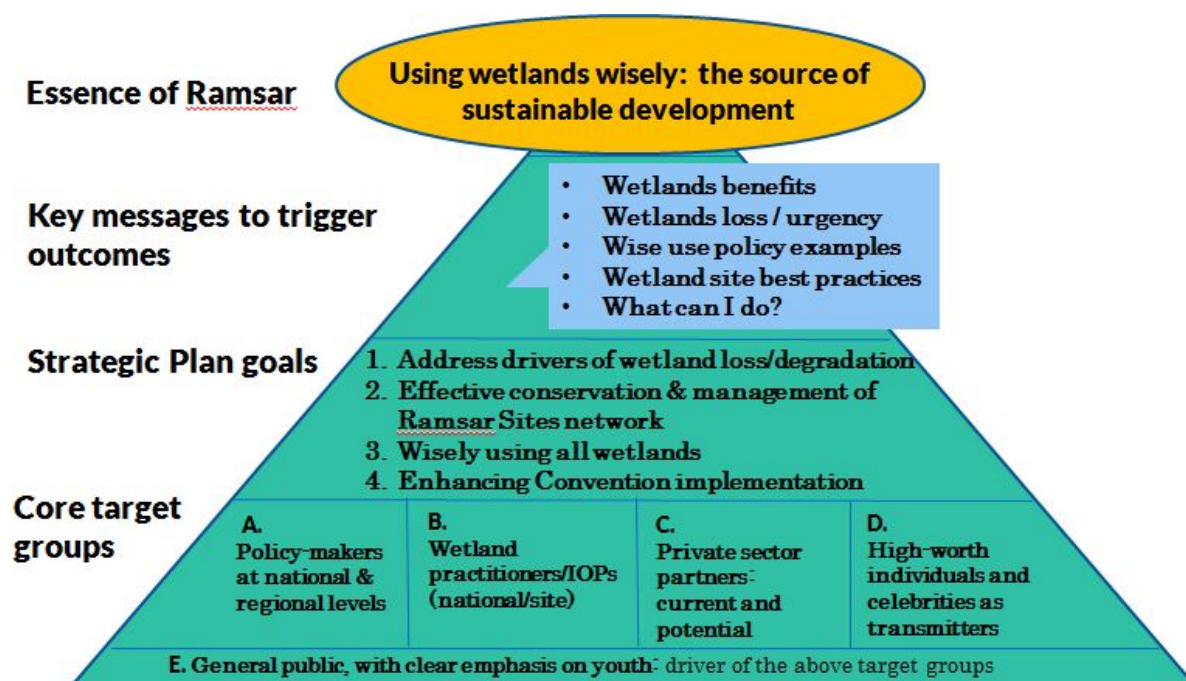 Essence of Ramsar
Using wetlands wisely: the source of
sustainable development
Key messages to trigger
outcomes
• Wetlands benefits
• Wetlands loss / urgency
• Wise use policy examples
• Wetland site best practices
• What can I do?
Strategic Plan goals
1. Address drivers of wetland loss/degradation
2. Effective conservation & management of
Ramsar Sites network
3. Wisely using all wetlands
4. Enhancing Convention implementation
Core target
groups
A.
Policy-makers
at national &
regional levels
B.
Wetland
practitioners/IOPs
(national/site)
C.
Private sector
partners:
current and
potential
D.
High-worth
individuals and
celebrities as
transmitters
E. General public, with clear emphasis on youth: driver of the above target groups